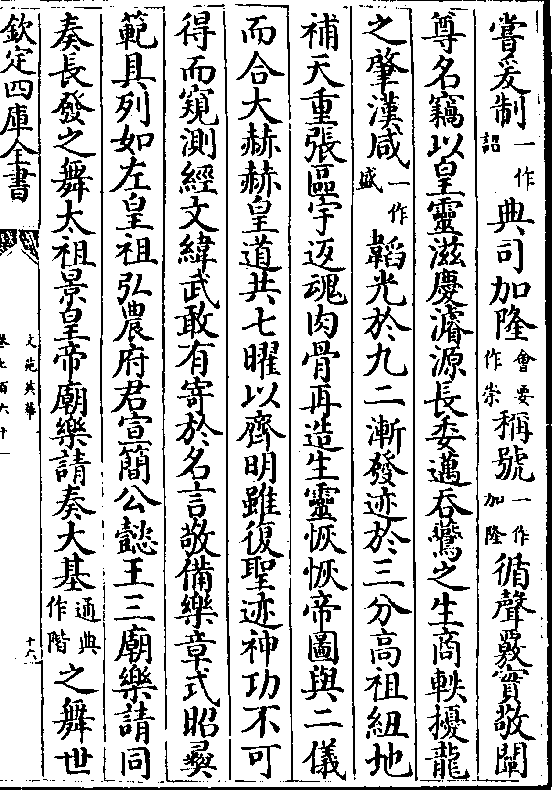 嘗爰制一作詔典司加隆會要作崇稱號一作加隆循聲覈實敬闡
尊名竊以皇靈滋慶濬源長委邁吞鷰之生商軼擾龍
之肇漢咸一作盛韜光於九二漸發迹於三分高祖紐地
補天重張區宇返魂肉骨再造生靈恢恢帝圖與二儀
而合大赫赫皇道共七曜以齊明雖復聖迹神功不可
得而窺測經文緯武敢有寄於名言敬備樂章式昭彞
範具列如左皇祖弘農府君宣簡公懿王三廟樂請同
奏長發之舞太祖景皇帝廟樂請奏大基通典作階之舞世
欽定四庫全書
文苑英華
卷七百六十
十六